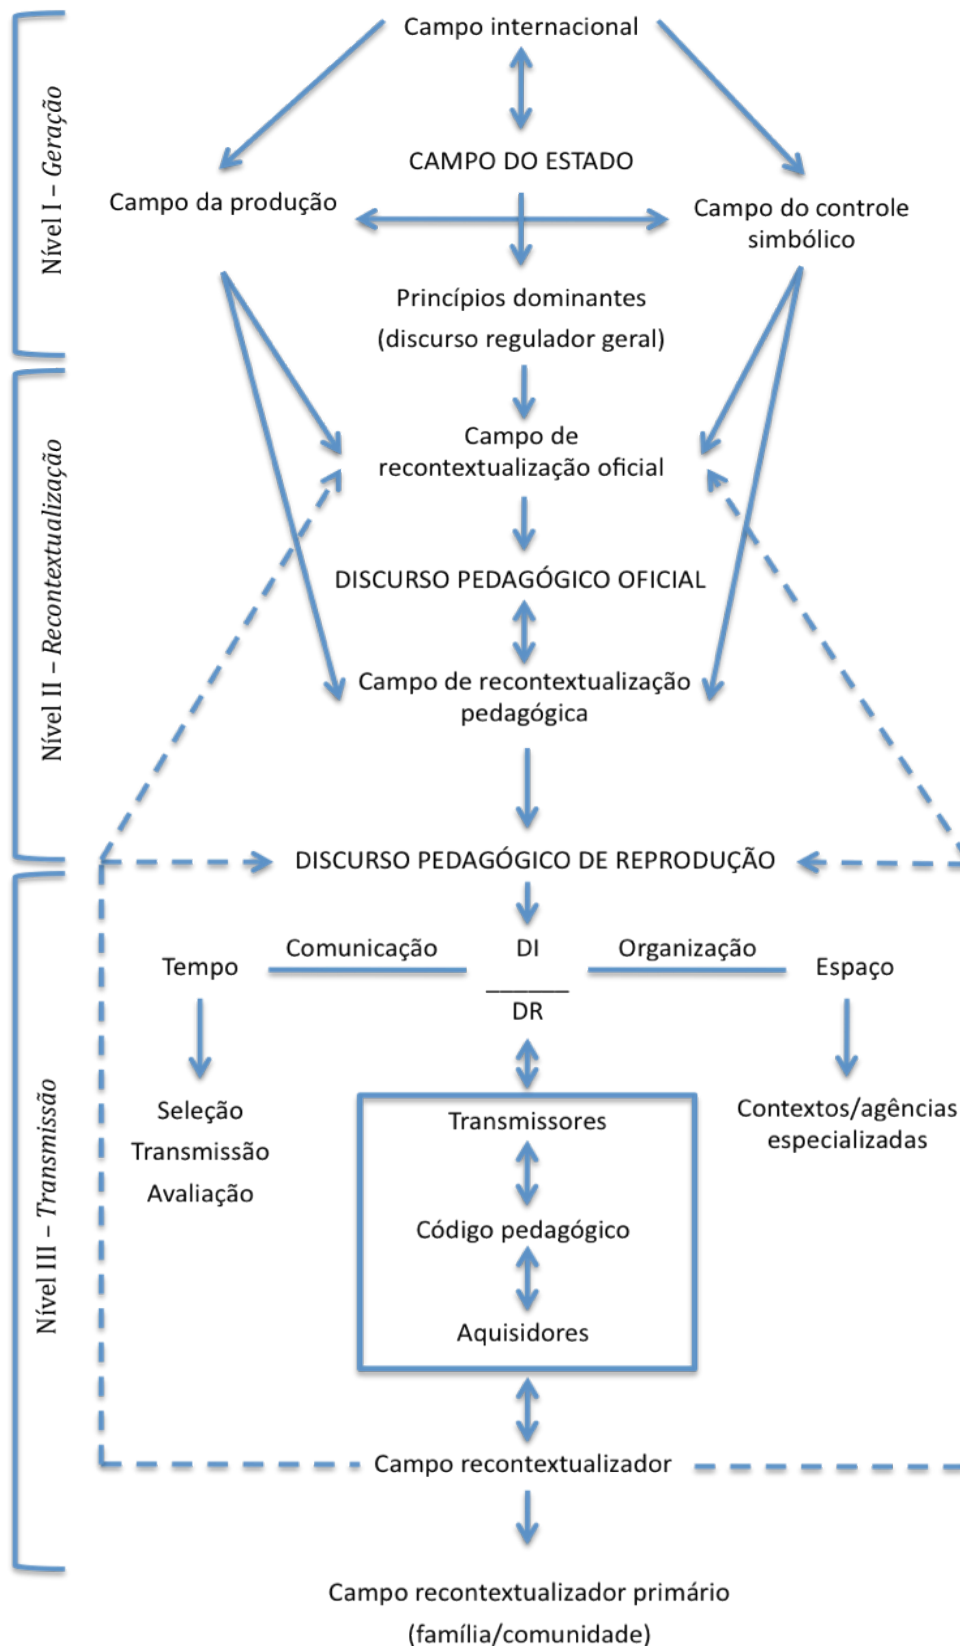 Campo internacional
Nível I – Geração
CAMPO DO ESTADO
Campo da produção
Campo do controle
simbólico
Princípios dominantes
(discurso regulador geral)
Nível II – Recontextualização
Campo de
recontextualização oficial
DISCURSO PEDAGÓGICO OFICIAL
Campo de recontextualização
pedagógica
DISCURSO PEDAGÓGICO DE REPRODUÇÃO
Nível III – Transmissão
Tempo
Comunicação
DI
______
DR
Organização
Espaço
Seleção
Transmissão
Avaliação
Transmissores
Código pedagógico
Aquisidores
Contextos/agências
especializadas
Campo recontextualizador
Campo recontextualizador primário
(família/comunidade)